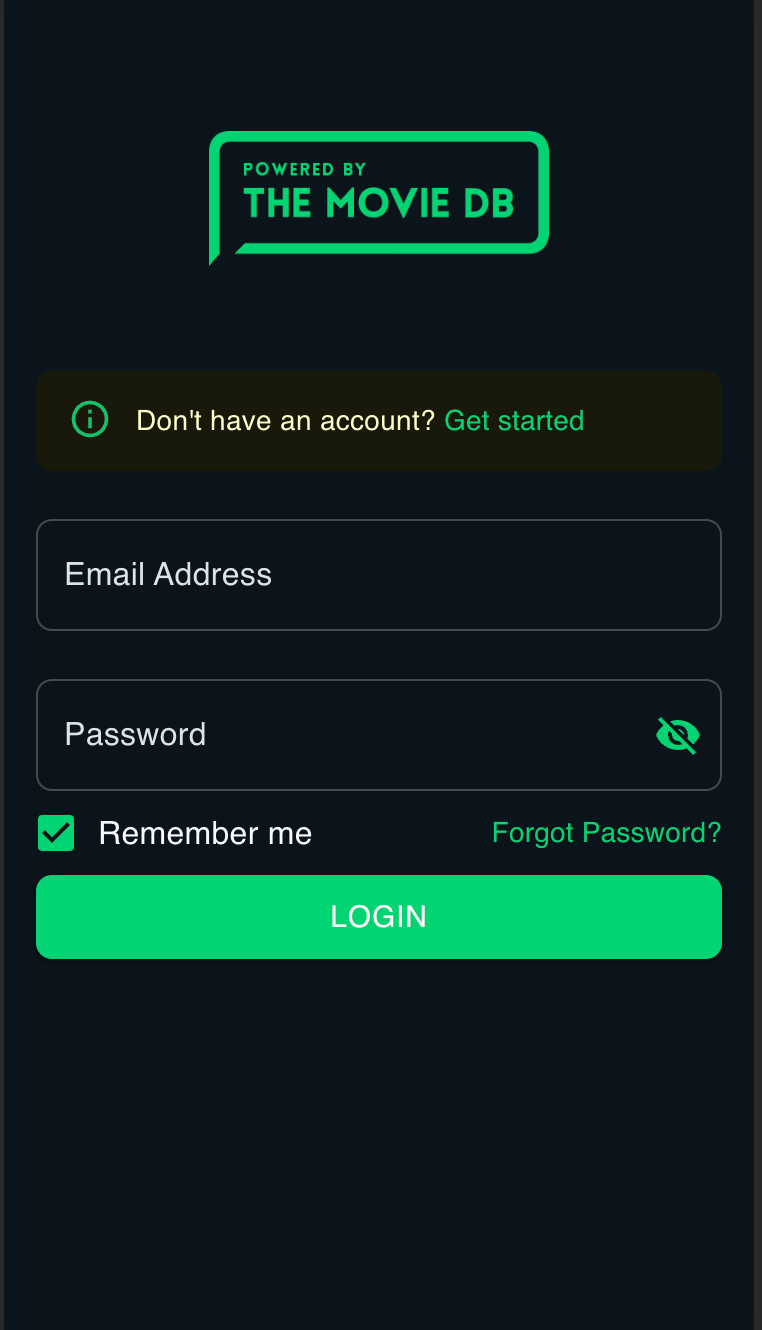 POWERED BY
THE MOVIE DB
Don't have an account? Get started
Email Address
Password
Remember me
Forgot Password?
LOGIN